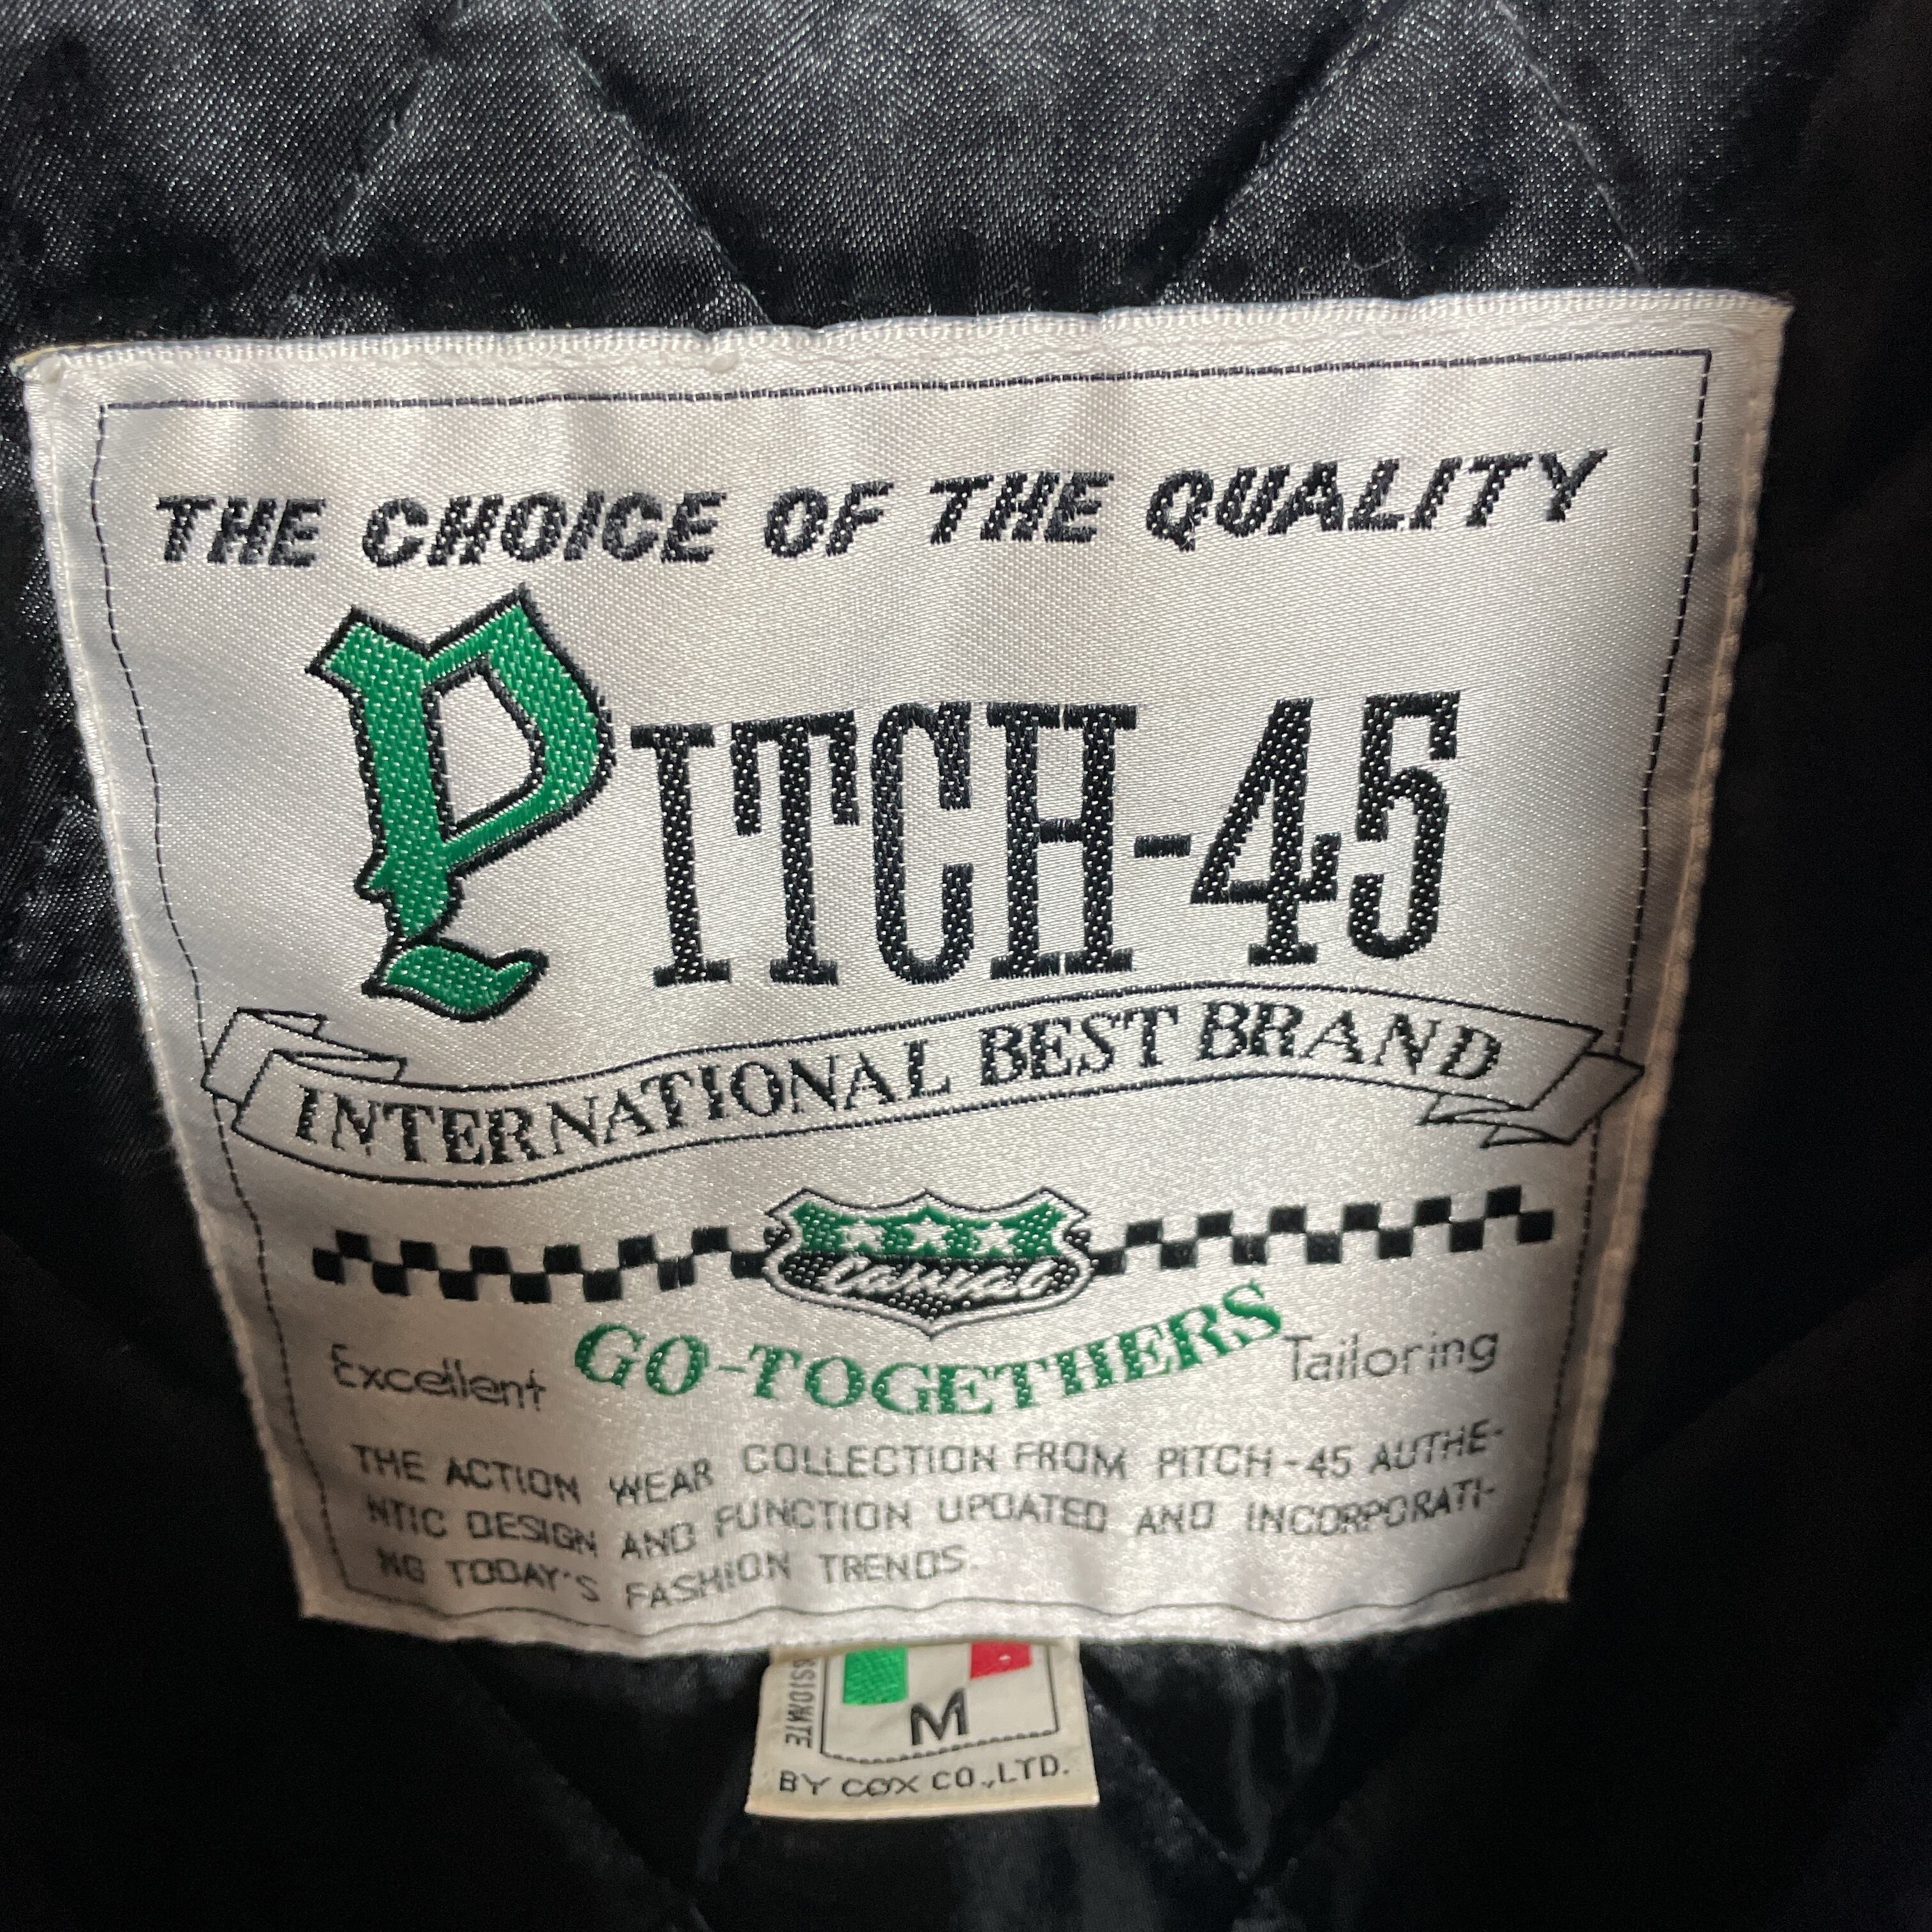 THE CHOICE OF THE QUALITY
PITCH-45
INTERNATIONAL BEST BRAND
GO-TOGETHERS
Excellent Tailoring
THE ACTION WEAR COLLECTION FROM PITCH-45 AUTHE-
NTIC DESIGN AND FUNCTION UPDATED AND INCORPORATI-
NG TODAY'S FASHION TRENDS.
M
BY COX CO.,LTD.